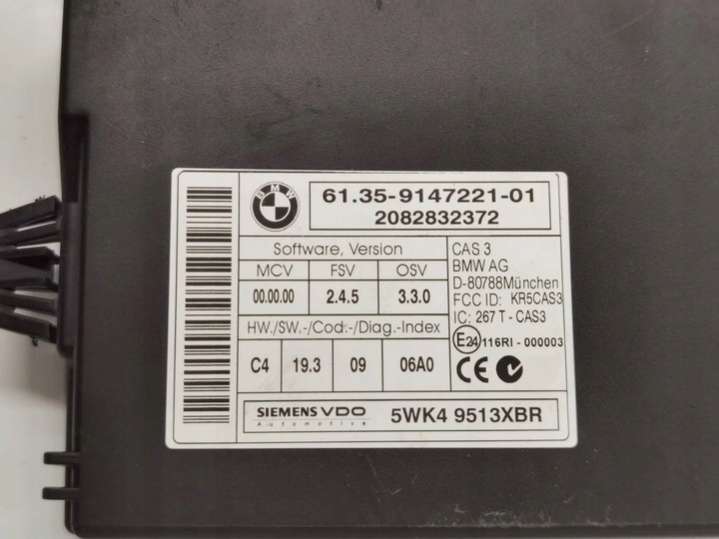 BMW
61.35-9147221-01
2082832372
Software, Version
MCV FSV OSV
00.00.00 2.4.5 3.3.0
HW./SW.-/Cod-/Diag.-Index
C4 19.3 09 06A0
CAS 3
BMW AG
D-80788München
FCC ID: KR5CAS3
IC: 267 T - CAS3
E24 116RI - 000003
CE
SIEMENS VDO
Automotive
5WK4 9513XBR